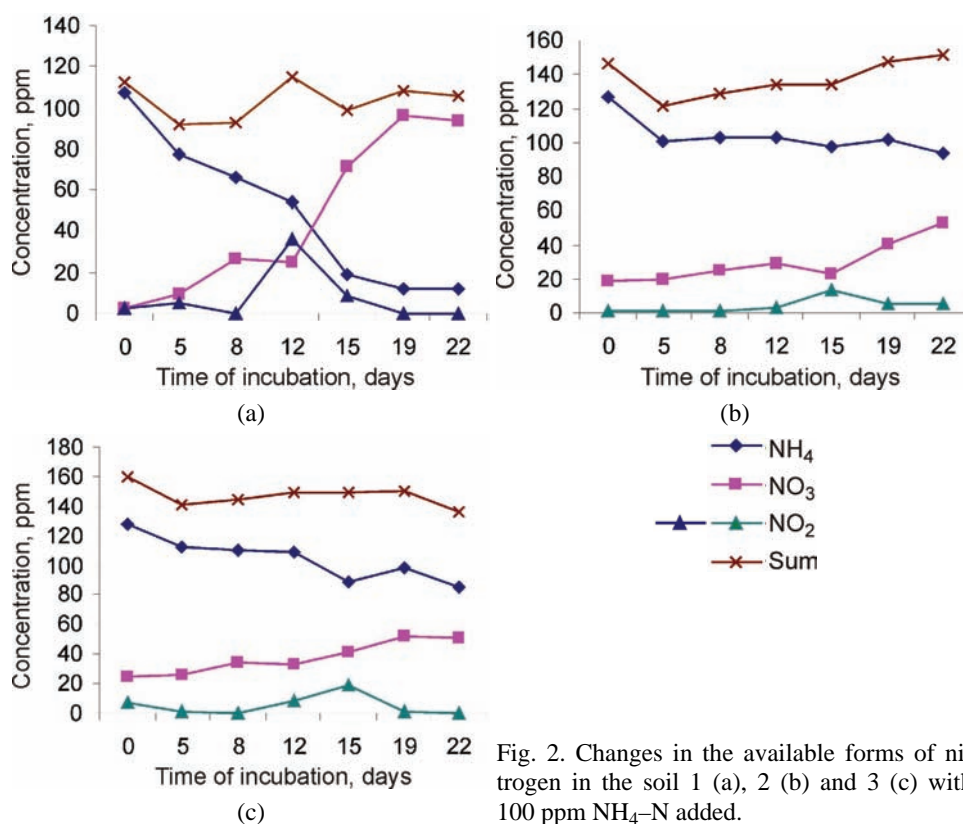 140
120
100
80
60
40
20
0
Concentration, ppm
0 5 8 12 15 19 22
Time of incubation, days
(a)
160
140
120
100
80
60
40
20
0
Concentration, ppm
0 5 8 12 15 19 22
Time of incubation, days
(b)
180
160
140
120
100
80
60
40
20
0
Concentration, ppm
0 5 8 12 15 19 22
Time of incubation, days
(c)
NH₄
NO₃
NO₂
Sum
Fig. 2. Changes in the available forms of ni
trogen in the soil 1 (a), 2 (b) and 3 (c) with
100 ppm NH₄–N added.